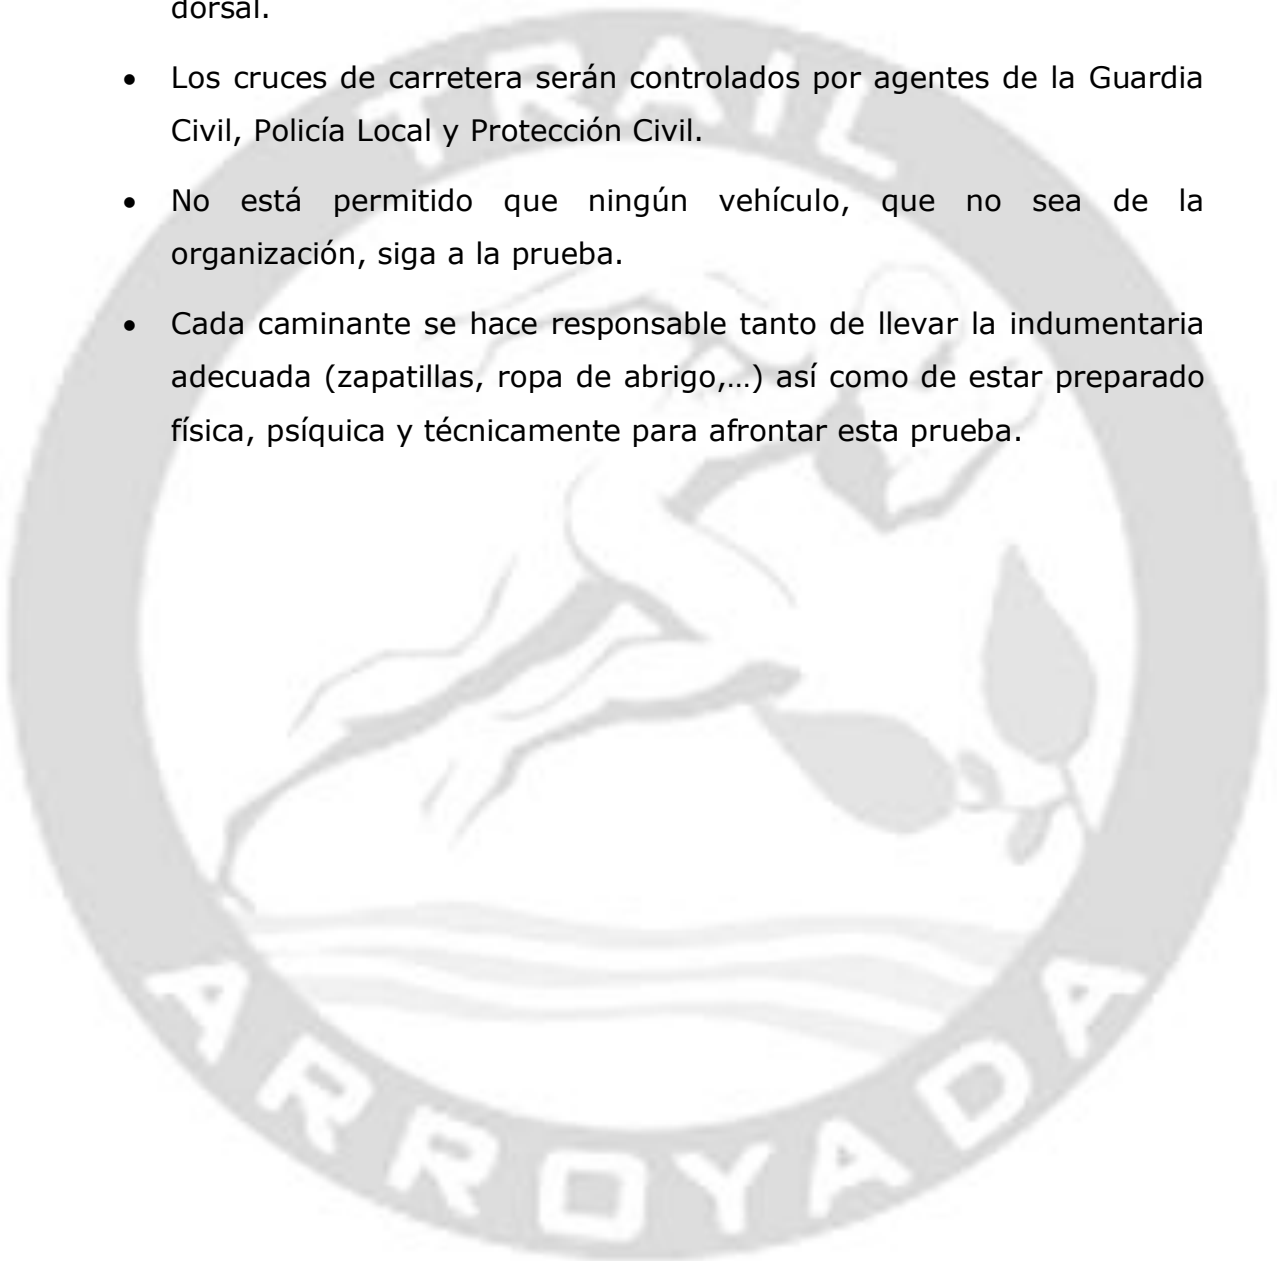 dorsal.
• Los cruces de carretera serán controlados por agentes de la Guardia
Civil, Policía Local y Protección Civil.
• No está permitido que ningún vehículo, que no sea de la
organización, siga a la prueba.
• Cada caminante se hace responsable tanto de llevar la indumentaria
adecuada (zapatillas, ropa de abrigo,…) así como de estar preparado
física, psíquica y técnicamente para afrontar esta prueba.
TRAIL
ARROYADA